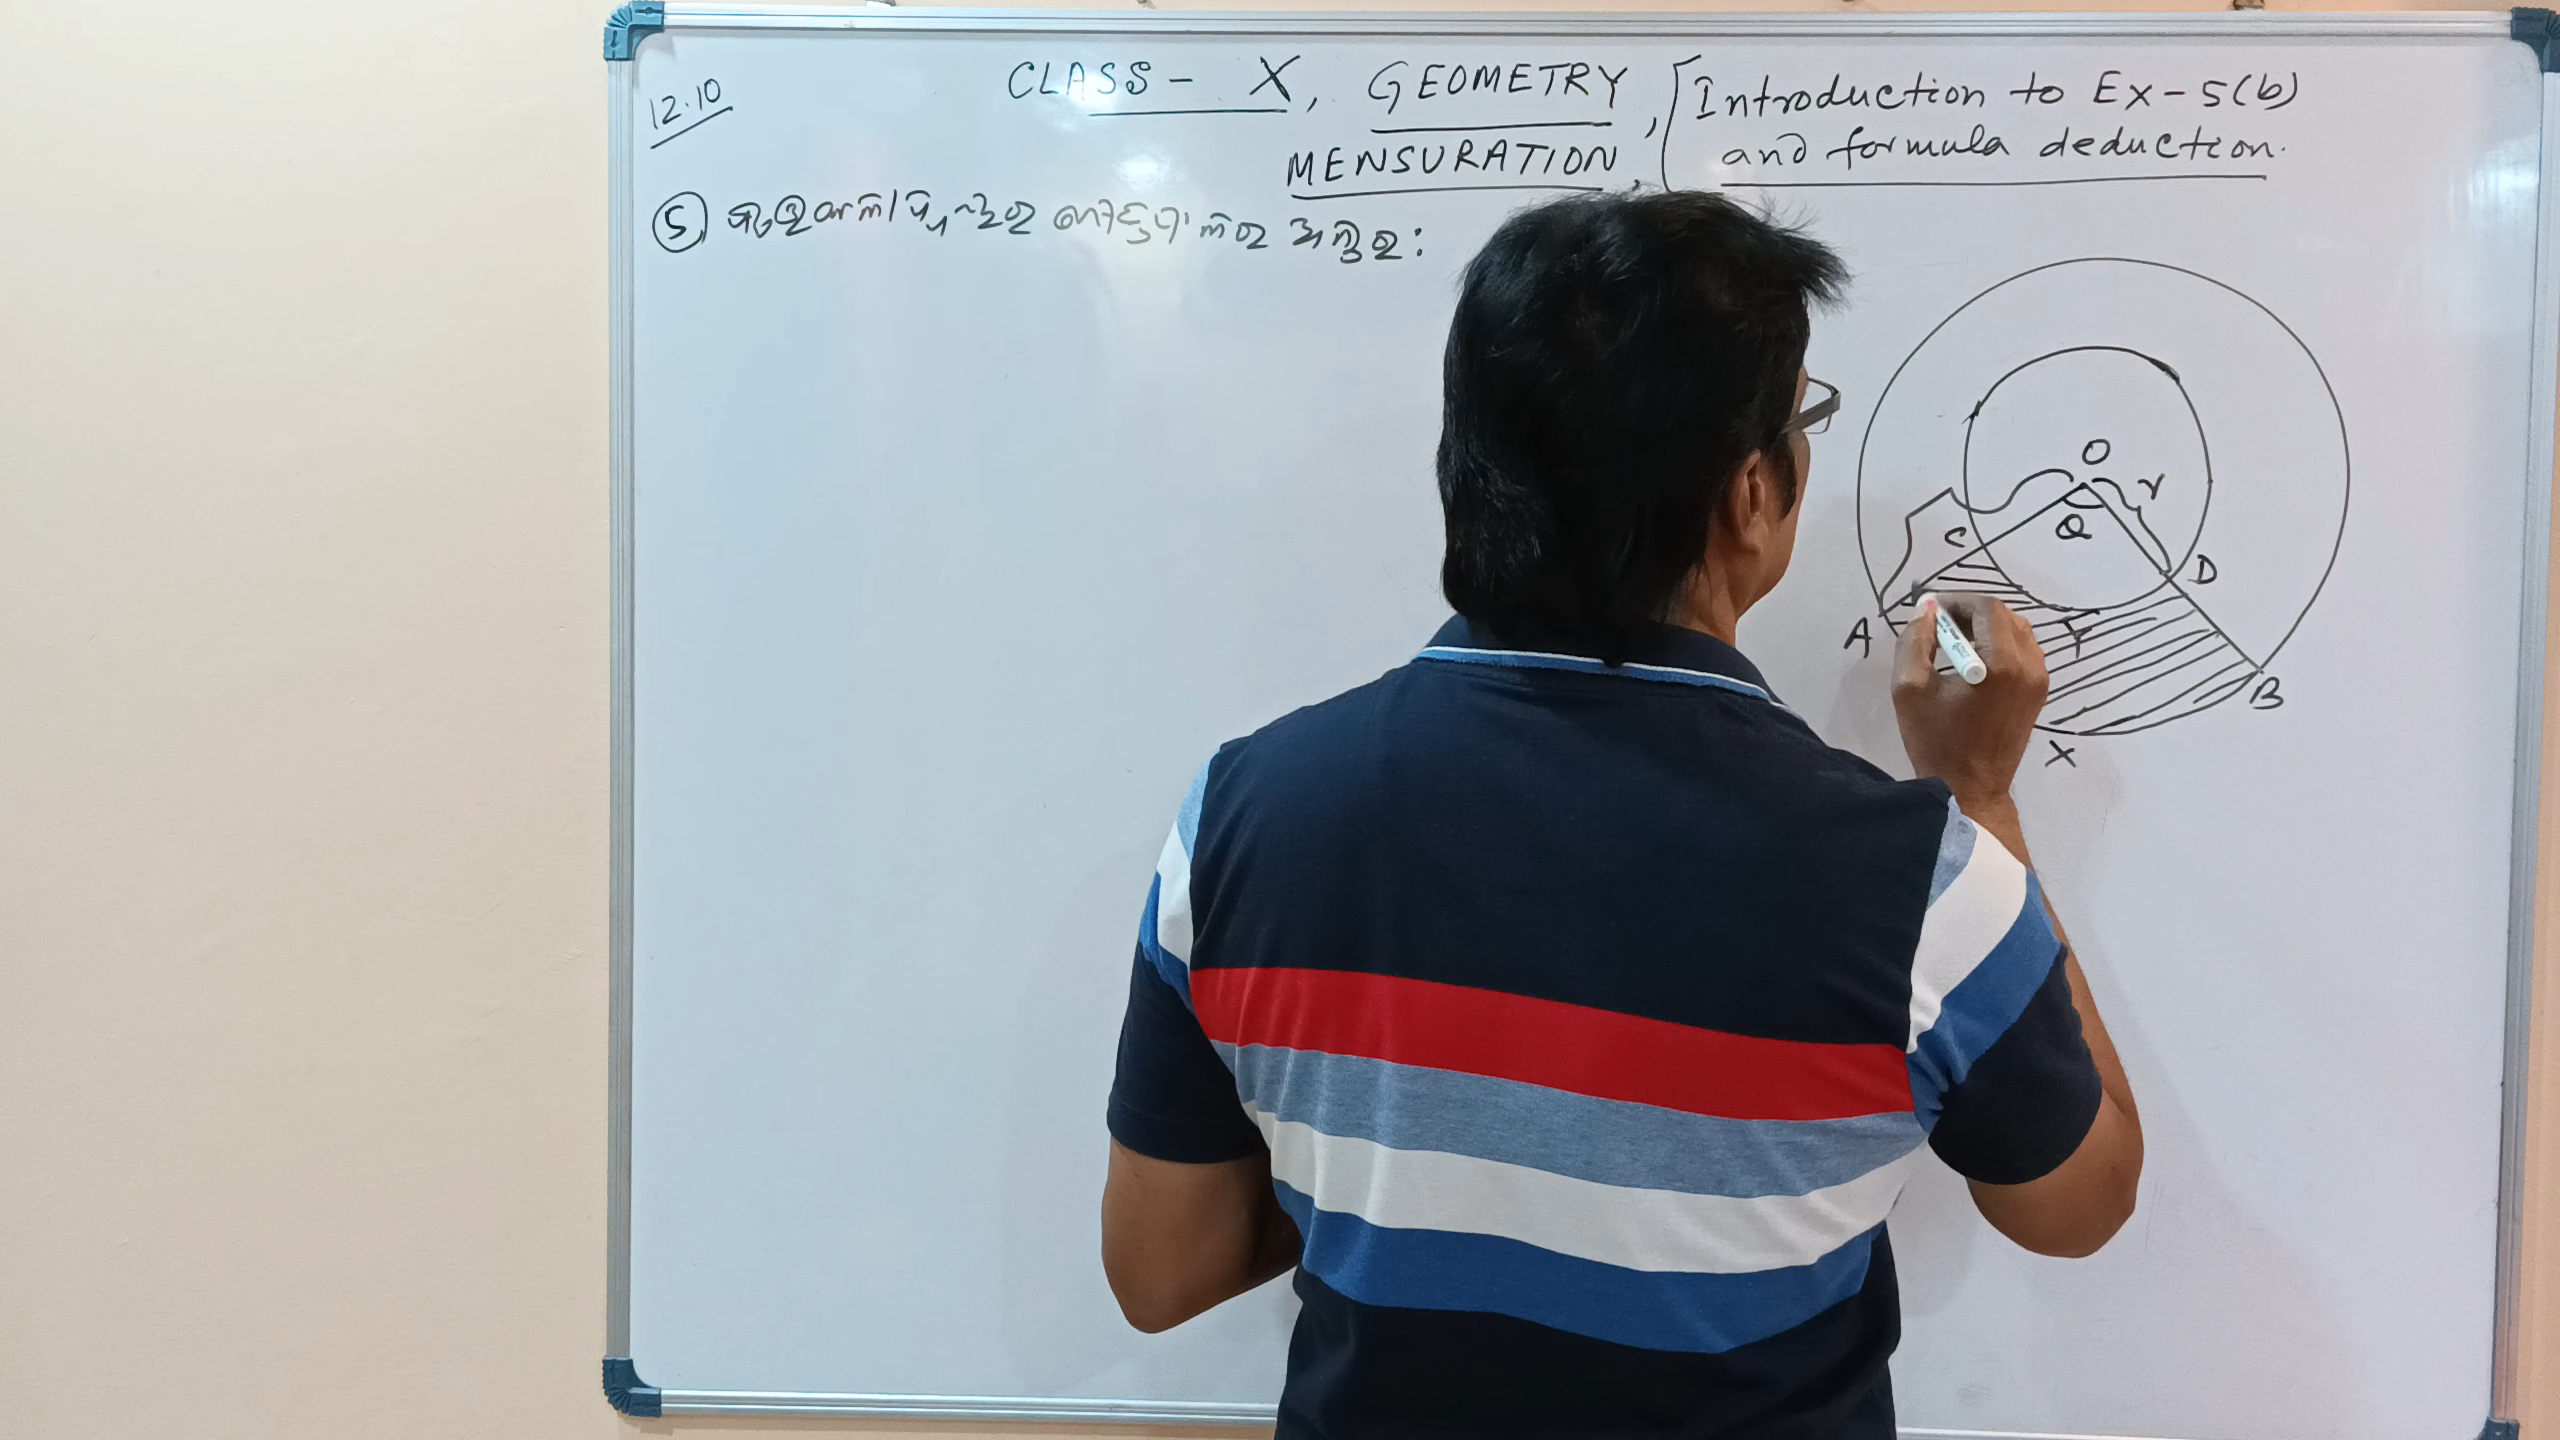 12.10
CLASS - X, GEOMETRY
MENSURATION,
Introduction to Ex - 5(b)
and formula deduction.
⑤
O
r
θ
C
D
A
Y
B
X